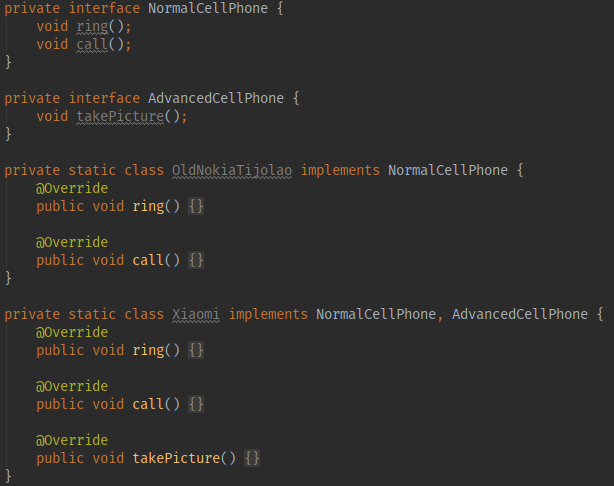 private interface NormalCellPhone {
    void ring();
    void call();
}

private interface AdvancedCellPhone {
    void takePicture();
}

private static class OldNokiaTijolao implements NormalCellPhone {
    @Override
    public void ring() {}

    @Override
    public void call() {}
}

private static class Xiaomi implements NormalCellPhone, AdvancedCellPhone {
    @Override
    public void ring() {}

    @Override
    public void call() {}

    @Override
    public void takePicture() {}
}